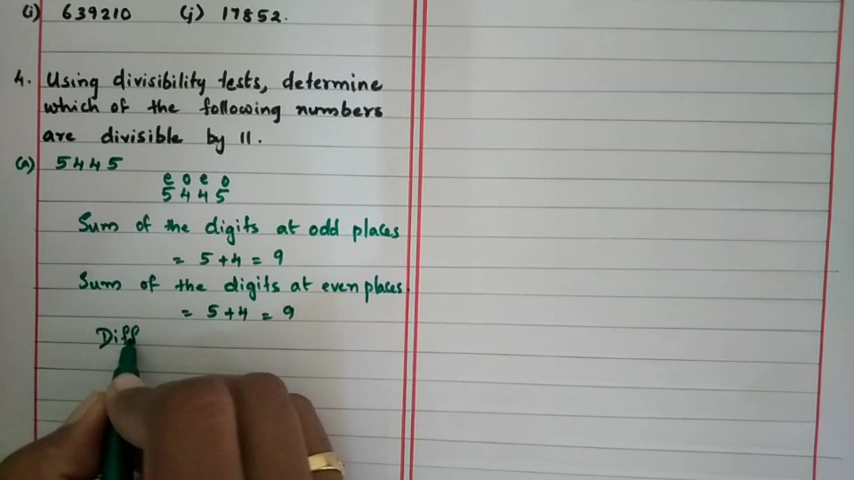 (i) 639210 (j) 17852.
4. Using divisibility tests, determine
which of the following numbers
are divisible by 11.
(a) 5445
e o e o
5 4 4 5
Sum of the digits at odd places
= 5+4 = 9
Sum of the digits at even places
= 5+4 = 9
Diff